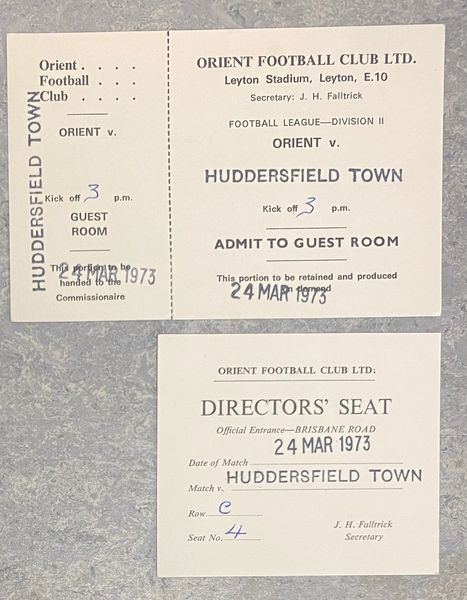 Orient . . . .
Football . . .
Club . . . .
ORIENT v.
HUDDERSFIELD TOWN
Kick off 3 p.m.
GUEST
ROOM
This portion to be
24 MAR 1973
handed to the
Commissionaire
ORIENT FOOTBALL CLUB LTD.
Leyton Stadium, Leyton, E.10
Secretary: J. H. Falltrick
FOOTBALL LEAGUE—DIVISION II
ORIENT v.
HUDDERSFIELD TOWN
Kick off 3 p.m.
ADMIT TO GUEST ROOM
This portion to be retained and produced
on demand
24 MAR 1973
ORIENT FOOTBALL CLUB LTD:
DIRECTORS' SEAT
Official Entrance—BRISBANE ROAD
24 MAR 1973
Date of Match
HUDDERSFIELD TOWN
Match v.
Row C
Seat No. 4
J. H. Falltrick
Secretary